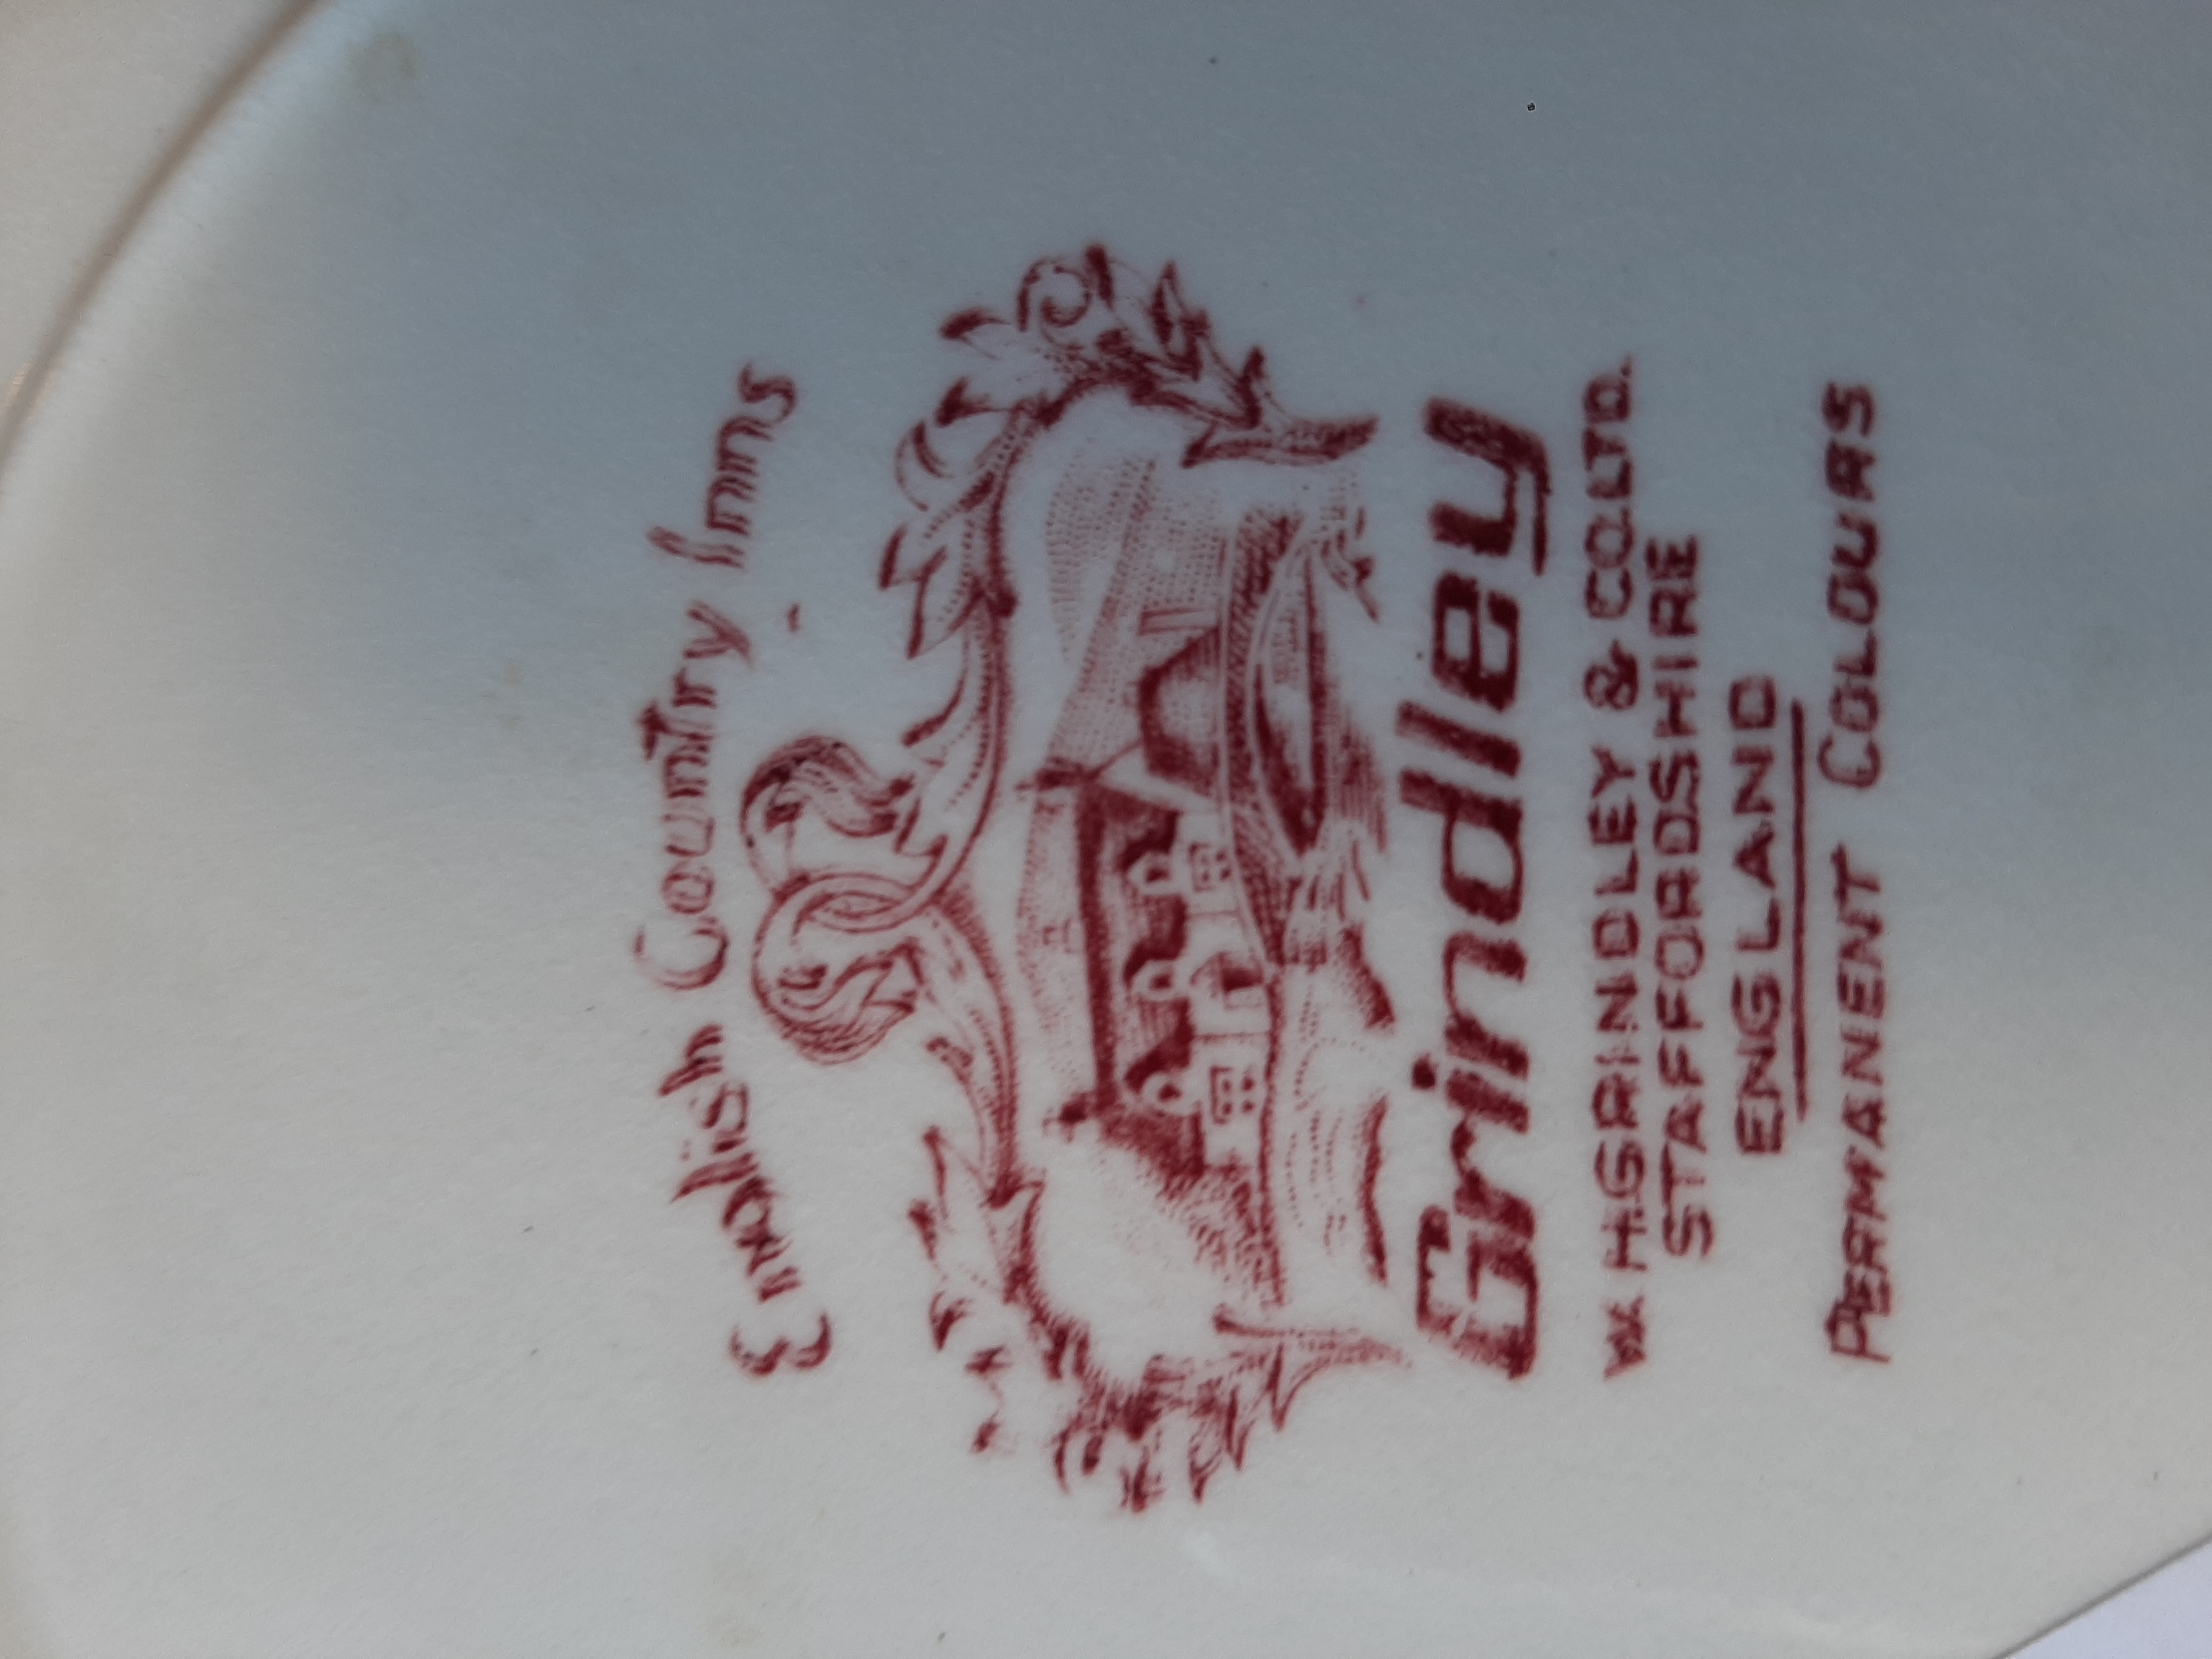 English Country Inns
Grindley
W. H. GRINDLEY & CO. LTD.
STAFFORDSHIRE
ENGLAND
PERMANENT COLOURS